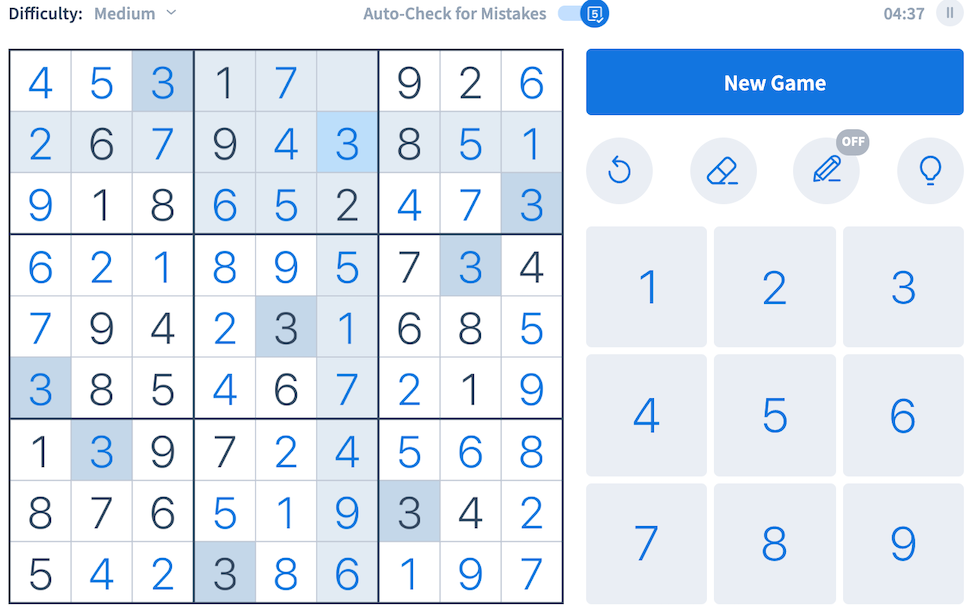 Difficulty: Medium
Auto-Check for Mistakes
5
04:37
4 5 3 1 7 9 2 6
2 6 7 9 4 3 8 5 1
9 1 8 6 5 2 4 7 3
6 2 1 8 9 5 7 3 4
7 9 4 2 3 1 6 8 5
3 8 5 4 6 7 2 1 9
1 3 9 7 2 4 5 6 8
8 7 6 5 1 9 3 4 2
5 4 2 3 8 6 1 9 7
New Game
OFF
1 2 3
4 5 6
7 8 9